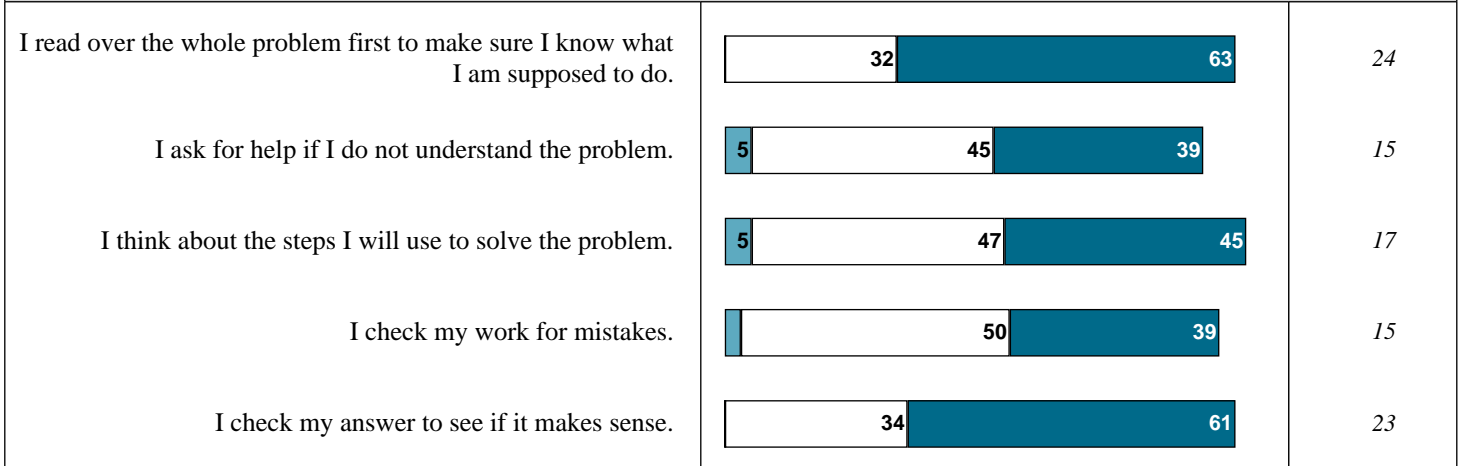 I read over the whole problem first to make sure I know what
I am supposed to do.
32 63 24
I ask for help if I do not understand the problem.
5 45 39 15
I think about the steps I will use to solve the problem.
5 47 45 17
I check my work for mistakes.
50 39 15
I check my answer to see if it makes sense.
34 61 23